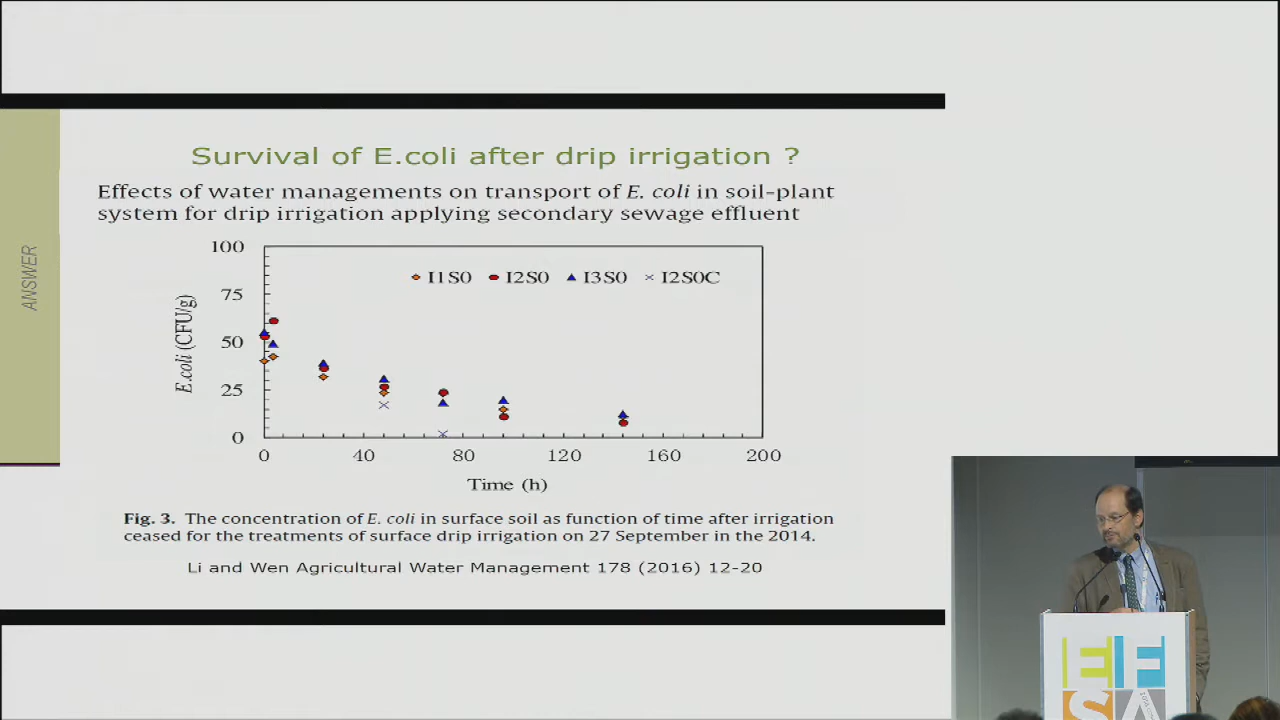 Survival of E.coli after drip irrigation ?
Effects of water managements on transport of E. coli in soil-plant
system for drip irrigation applying secondary sewage effluent
ANSWER
I1S0 I2S0 I3S0 I2S0C
E.coli (CFU/g)
100
75
50
25
0
0 40 80 120 160 200
Time (h)
Fig. 3. The concentration of E. coli in surface soil as function of time after irrigation
ceased for the treatments of surface drip irrigation on 27 September in the 2014.
Li and Wen Agricultural Water Management 178 (2016) 12-20
EF
SA